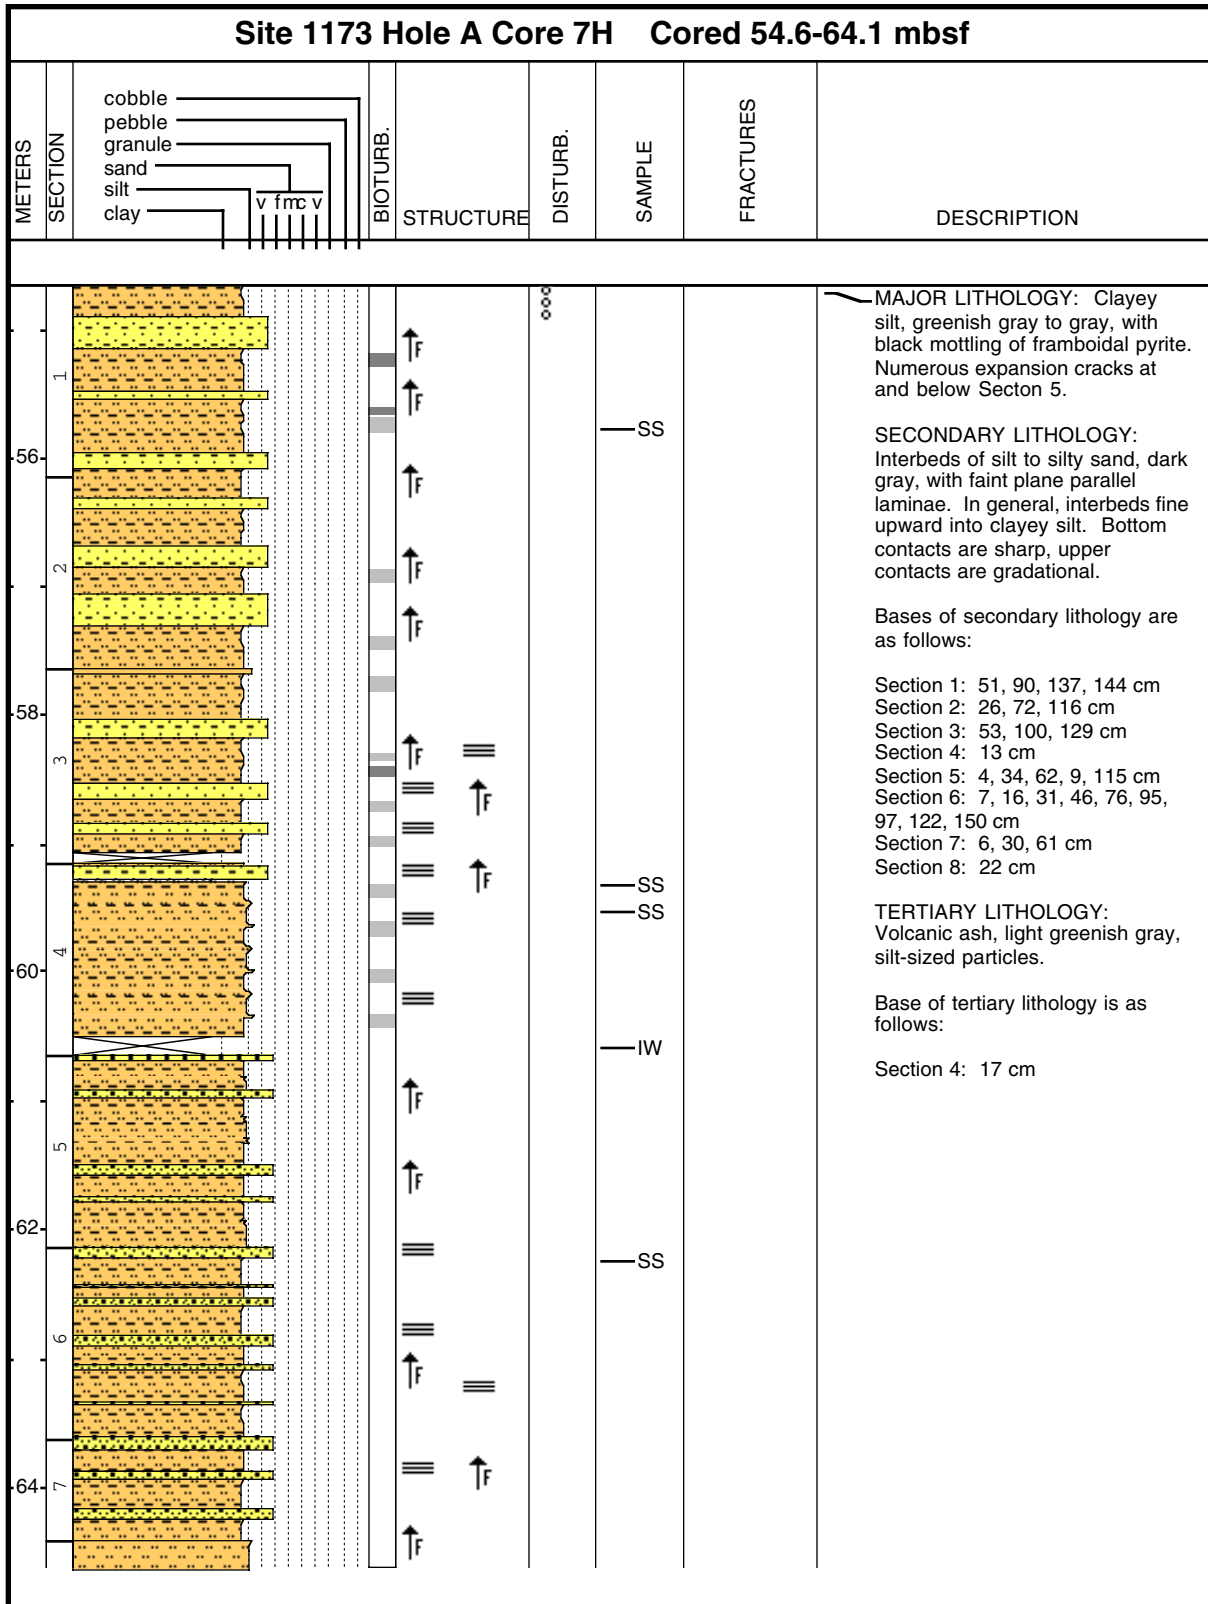 Site 1173 Hole A Core 7H    Cored 54.6-64.1 mbsf
METERS
SECTION
cobble
pebble
granule
sand
silt
clay
v f m c v
BIOTURB.
STRUCTURE
DISTURB.
SAMPLE
FRACTURES
DESCRIPTION
56
58
60
62
64
1
2
3
4
5
6
7
F
F
F
F
F
F
F
F
F
F
F
F
F
SS
SS
SS
IW
SS
MAJOR LITHOLOGY:  Clayey
silt, greenish gray to gray, with
black mottling of framboidal pyrite.
Numerous expansion cracks at
and below Secton 5.
SECONDARY LITHOLOGY:
Interbeds of silt to silty sand, dark
gray, with faint plane parallel
laminae.  In general, interbeds fine
upward into clayey silt.  Bottom
contacts are sharp, upper
contacts are gradational.
Bases of secondary lithology are
as follows:
Section 1:  51, 90, 137, 144 cm
Section 2:  26, 72, 116 cm
Section 3:  53, 100, 129 cm
Section 4:  13 cm
Section 5:  4, 34, 62, 9, 115 cm
Section 6:  7, 16, 31, 46, 76, 95,
97, 122, 150 cm
Section 7:  6, 30, 61 cm
Section 8:  22 cm
TERTIARY LITHOLOGY:
Volcanic ash, light greenish gray,
silt-sized particles.
Base of tertiary lithology is as
follows:
Section 4:  17 cm